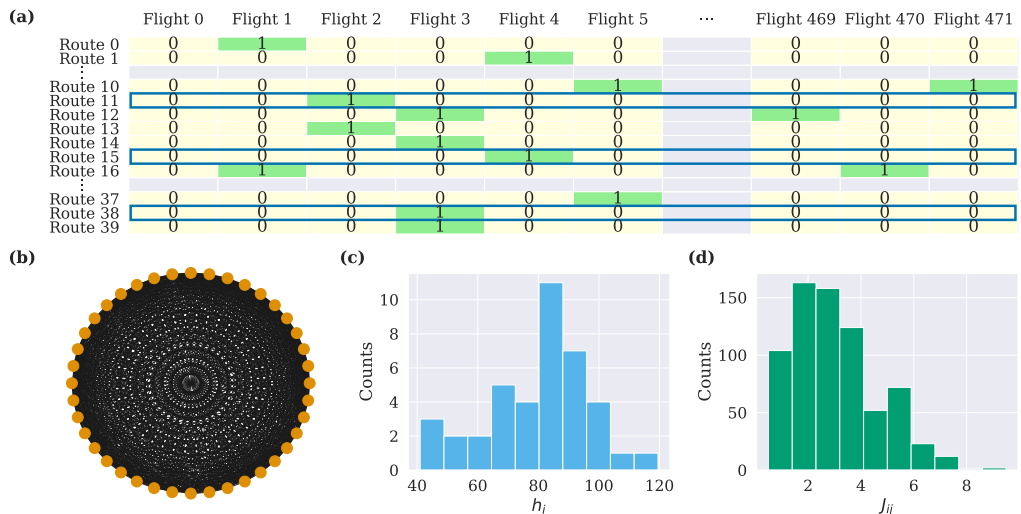 (a)
Flight 0 Flight 1 Flight 2 Flight 3 Flight 4 Flight 5 ... Flight 469 Flight 470 Flight 471
Route 0 0 1 0 0 0 0 0 0 0
Route 1 0 0 0 0 1 0 0 0 0
⋮
Route 10 0 0 0 0 0 1 0 0 1
Route 11 0 0 1 0 0 0 0 0 0
Route 12 0 0 0 1 0 0 1 0 0
Route 13 0 0 1 0 0 0 0 0 0
Route 14 0 0 0 1 0 0 0 0 0
Route 15 0 0 0 0 1 0 0 0 0
Route 16 0 1 0 0 0 0 0 1 0
⋮
Route 37 0 0 0 0 0 1 0 0 0
Route 38 0 0 0 1 0 0 0 0 0
Route 39 0 0 0 1 0 0 0 0 0
(b)
(c)
Counts
10
8
6
4
2
0
40 60 80 100 120
h_i
(d)
Counts
150
100
50
0
2 4 6 8
J_ij